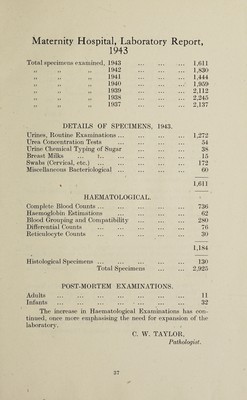 Maternity Hospital, Laboratory Report,
1943
Total specimens examined, 1943 ... ... ... 1,611
,, ,, ,, 1942 ... ... ... 1,830
,, ,, ,, 1941 ... ... ... 1,444
,, ,, ,, 1940 ... ... ... 1,959
,, ,, ,, 1939 ... ... ... 2,112
,, ,, ,, 1938 ... ... ... 2,245
,, ,, ,, 1937 ... ... ... 2,137
DETAILS OF SPECIMENS, 1943.
Urines, Routine Examinations ... ... ... ... 1,272
Urea Concentration Tests ... ... ... ... 54
Urine Chemical Typing of Sugar ... ... ... 38
Breast Milks ... ... ... ... ... 15
Swabs (Cervical, etc.) ... ... ... ... ... 172
Miscellaneous Bacteriological ... ... ... ... 60
1,611
HAEMATOLOGICAL.
Complete Blood Counts ... ... ... ... ... 736
Haemoglobin Estimations ... ... ... ... 62
Blood Grouping and Compatibility ... ... ... 280
Differential Counts ... ... ... ... ... 76
Reticulocyte Counts ... ... ... ... ... 30
1,184
Histological Specimens ... ... ... ... ... 130
Total Specimens ... ... 2,925
POST-MORTEM EXAMINATIONS.
Adults ... ... ... ... ... ... ... 11
Infants ... ... ... ... ... ... ... 32
The increase in Haematological Examinations has con-
tinued, once more emphasising the need for expansion of the
laboratory.
C. W. TAYLOR,
Pathologist.
37